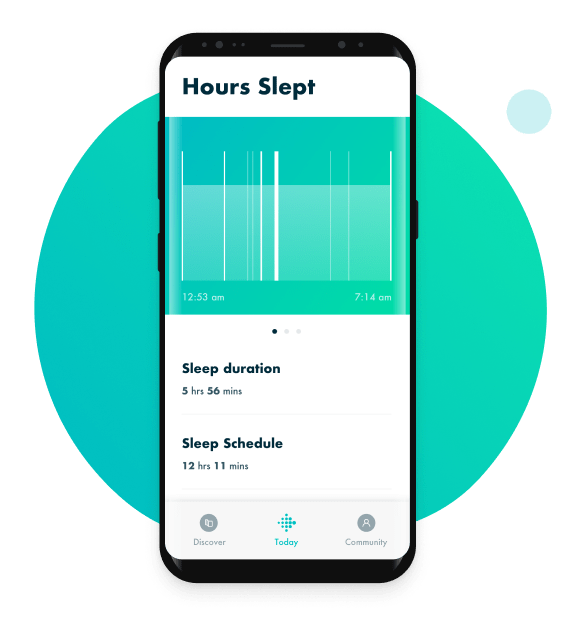 Hours Slept
12:53 am
7:14 am
Sleep duration
5 hrs 56 mins
Sleep Schedule
12 hrs 11 mins
Discover
Today
Community